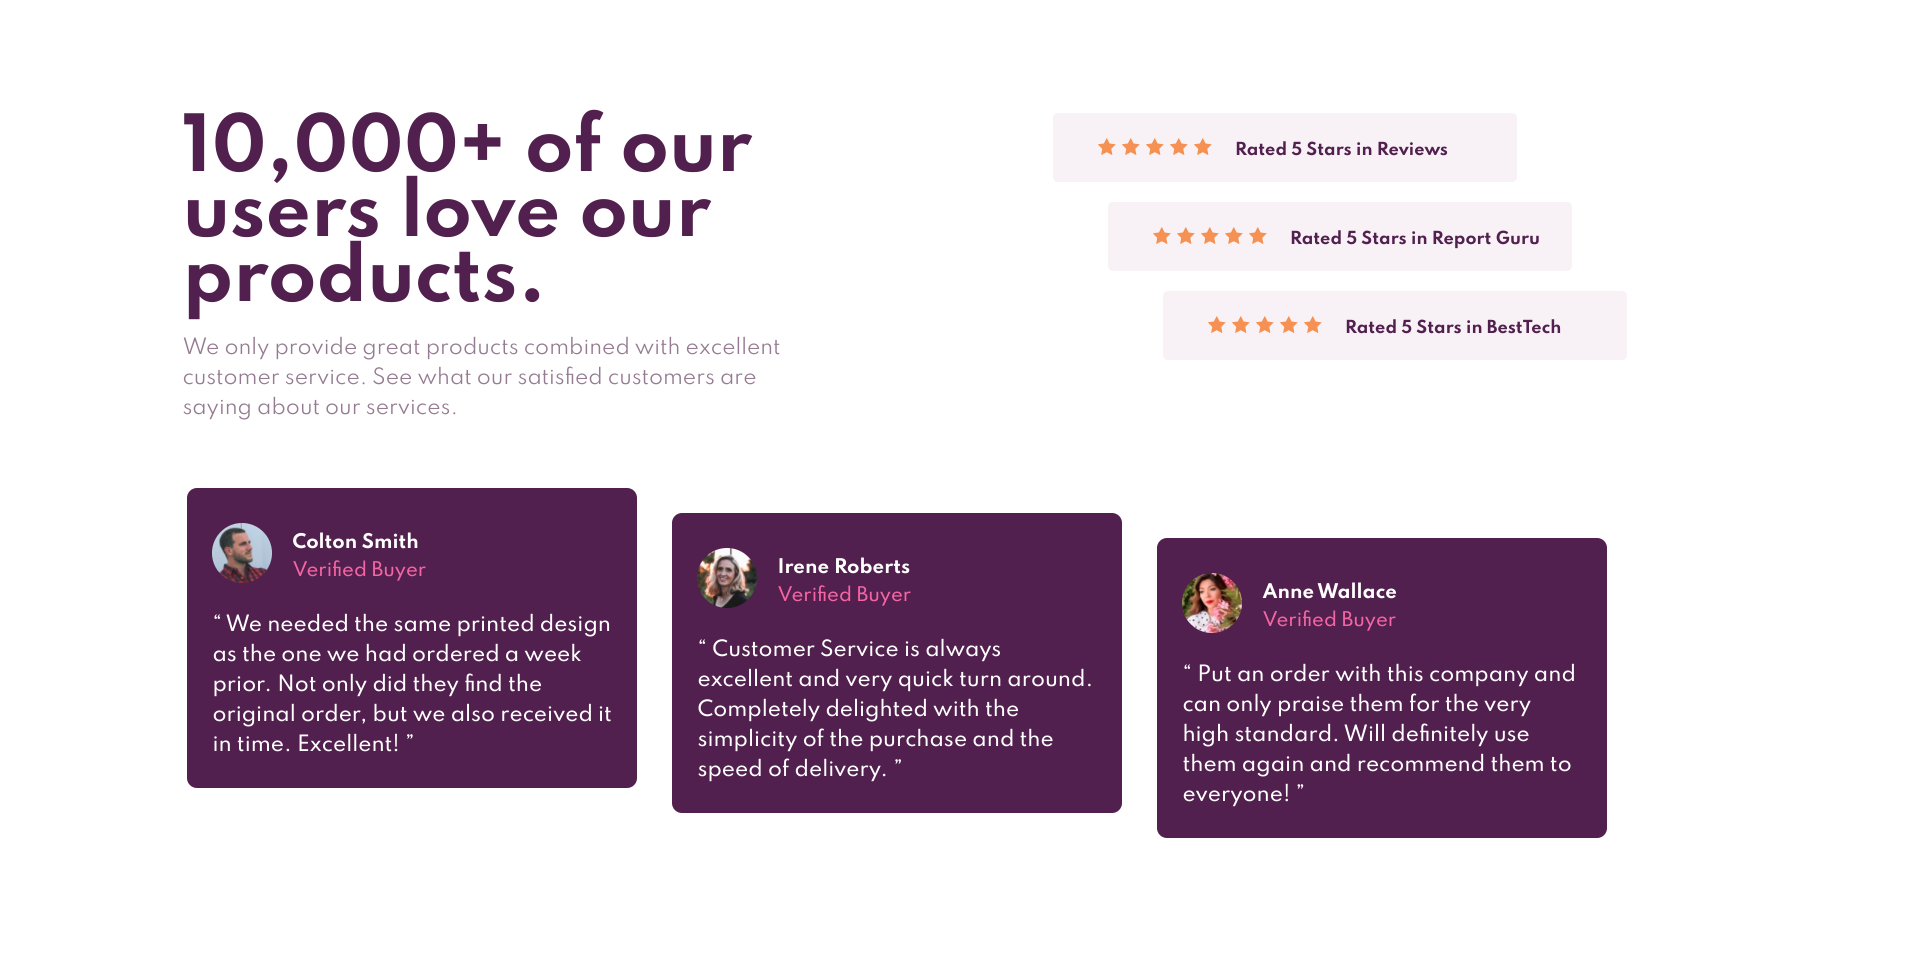 10,000+ of our
users love our
products.
We only provide great products combined with excellent
customer service. See what our satisfied customers are
saying about our services.
Rated 5 Stars in Reviews
Rated 5 Stars in Report Guru
Rated 5 Stars in BestTech
Colton Smith
Verified Buyer
“ We needed the same printed design
as the one we had ordered a week
prior. Not only did they find the
original order, but we also received it
in time. Excellent! ”
Irene Roberts
Verified Buyer
“ Customer Service is always
excellent and very quick turn around.
Completely delighted with the
simplicity of the purchase and the
speed of delivery. ”
Anne Wallace
Verified Buyer
“ Put an order with this company and
can only praise them for the very
high standard. Will definitely use
them again and recommend them to
everyone! ”